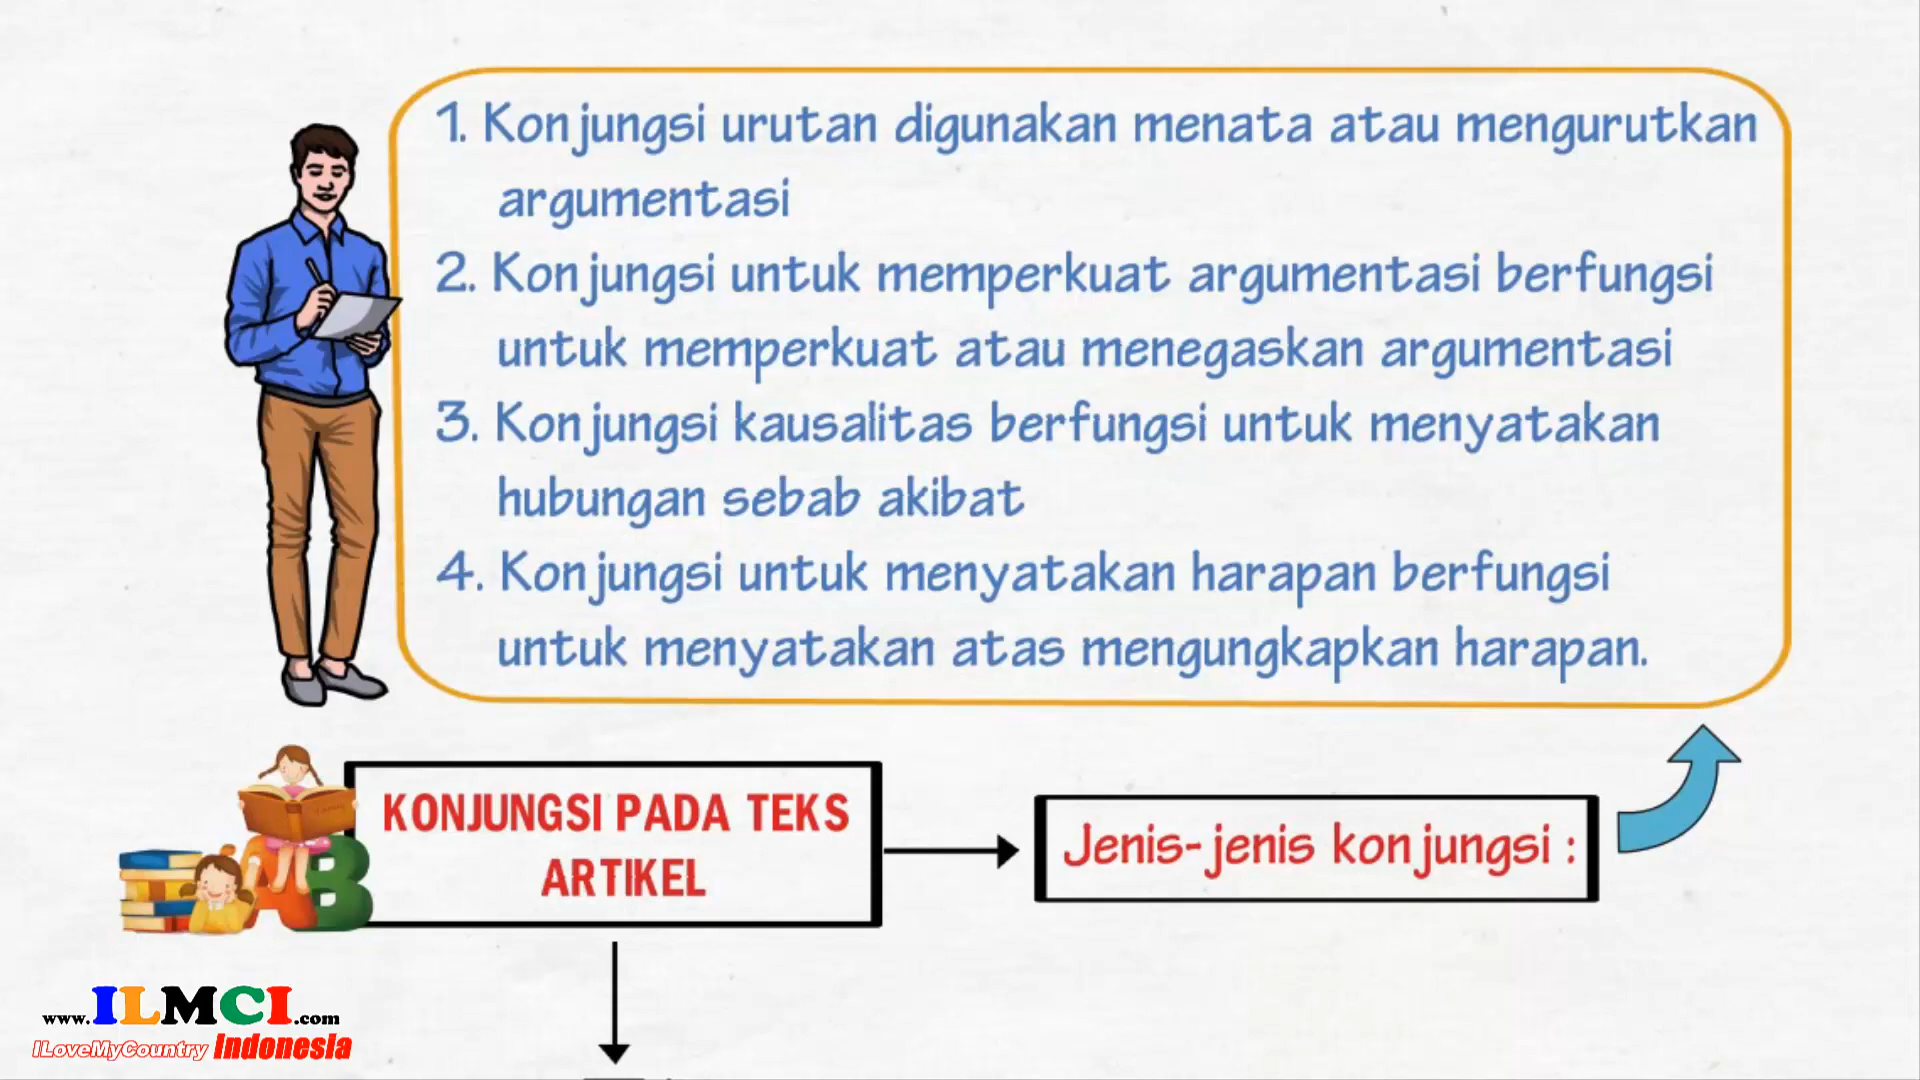 1. Konjungsi urutan digunakan menata atau mengurutkan
argumentasi
2. Konjungsi untuk memperkuat argumentasi berfungsi
untuk memperkuat atau menegaskan argumentasi
3. Konjungsi kausalitas berfungsi untuk menyatakan
hubungan sebab akibat
4. Konjungsi untuk menyatakan harapan berfungsi
untuk menyatakan atas mengungkapkan harapan.
KONJUNGSI PADA TEKS
ARTIKEL
Jenis-jenis konjungsi :
AB
www.ILMCI.com
ILoveMyCountry Indonesia